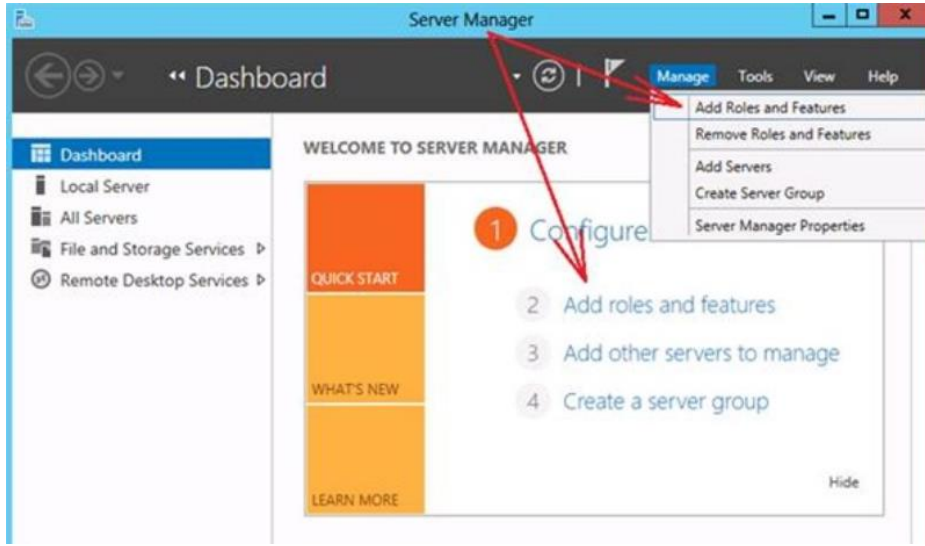 Server Manager
Dashboard
Manage Tools View Help
Add Roles and Features
Remove Roles and Features
Add Servers
Create Server Group
Server Manager Properties
Dashboard
Local Server
All Servers
File and Storage Services
Remote Desktop Services
WELCOME TO SERVER MANAGER
QUICK START
WHAT'S NEW
LEARN MORE
1 Configure
2 Add roles and features
3 Add other servers to manage
4 Create a server group
Hide